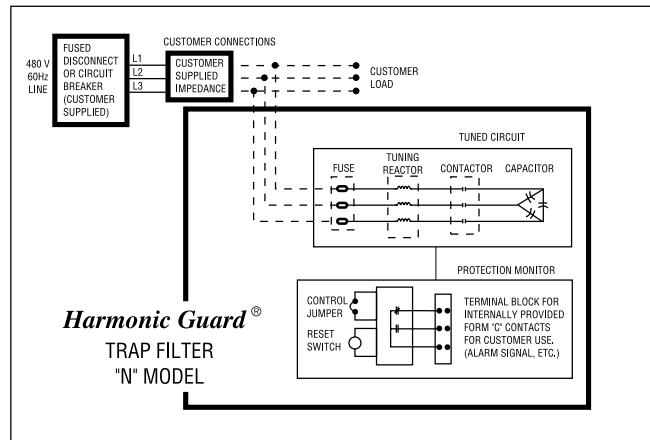 480 V
60Hz
LINE
FUSED
DISCONNECT
OR CIRCUIT
BREAKER
(CUSTOMER
SUPPLIED)
L1
L2
L3
CUSTOMER CONNECTIONS
CUSTOMER
SUPPLIED
IMPEDANCE
CUSTOMER
LOAD
TUNED CIRCUIT
FUSE
TUNING
REACTOR
CONTACTOR
CAPACITOR
PROTECTION MONITOR
CONTROL
JUMPER
RESET
SWITCH
TERMINAL BLOCK FOR
INTERNALLY PROVIDED
FORM "C" CONTACTS
FOR CUSTOMER USE.
(ALARM SIGNAL, ETC.)
Harmonic Guard ®
TRAP FILTER
"N" MODEL